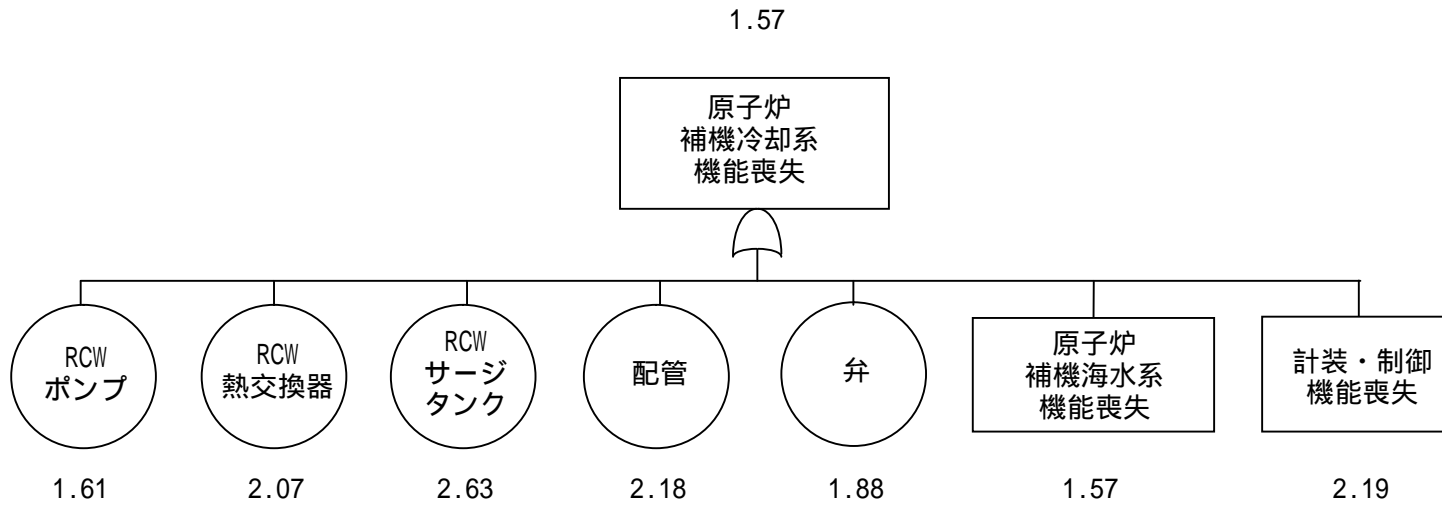 1.57
原子炉
補機冷却系
機能喪失
RCW
ポンプ
RCW
熱交換器
RCW
サージ
タンク
配管
弁
原子炉
補機海水系
機能喪失
計装・制御
機能喪失
1.61
2.07
2.63
2.18
1.88
1.57
2.19